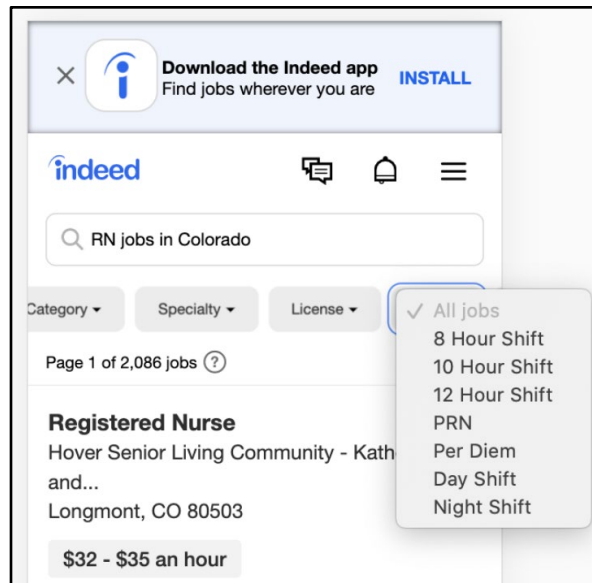 Download the Indeed app
Find jobs wherever you are
INSTALL
indeed
RN jobs in Colorado
Category
Specialty
License
All jobs
8 Hour Shift
10 Hour Shift
12 Hour Shift
PRN
Per Diem
Day Shift
Night Shift
Page 1 of 2,086 jobs ?
Registered Nurse
Hover Senior Living Community - Kath
and...
Longmont, CO 80503
$32 - $35 an hour